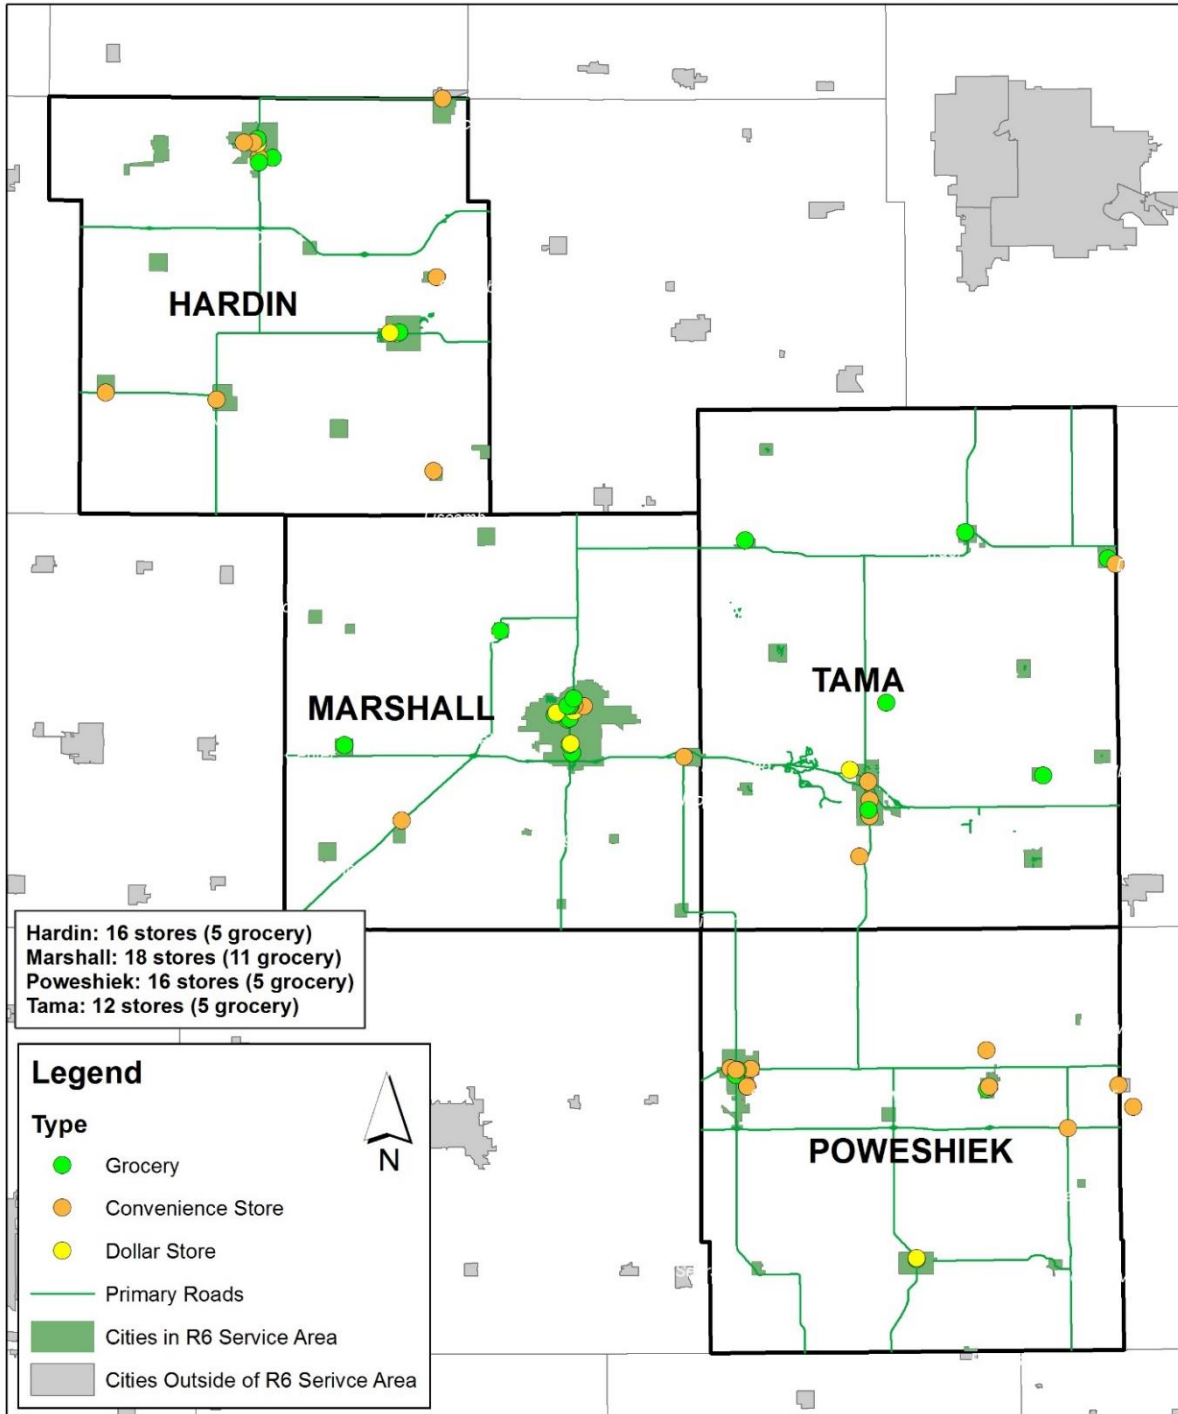 HARDIN
MARSHALL
TAMA
POWESHIEK
Hardin: 16 stores (5 grocery)
Marshall: 18 stores (11 grocery)
Poweshiek: 16 stores (5 grocery)
Tama: 12 stores (5 grocery)
Legend
Type
N
Grocery
Convenience Store
Dollar Store
Primary Roads
Cities in R6 Service Area
Cities Outside of R6 Serivce Area